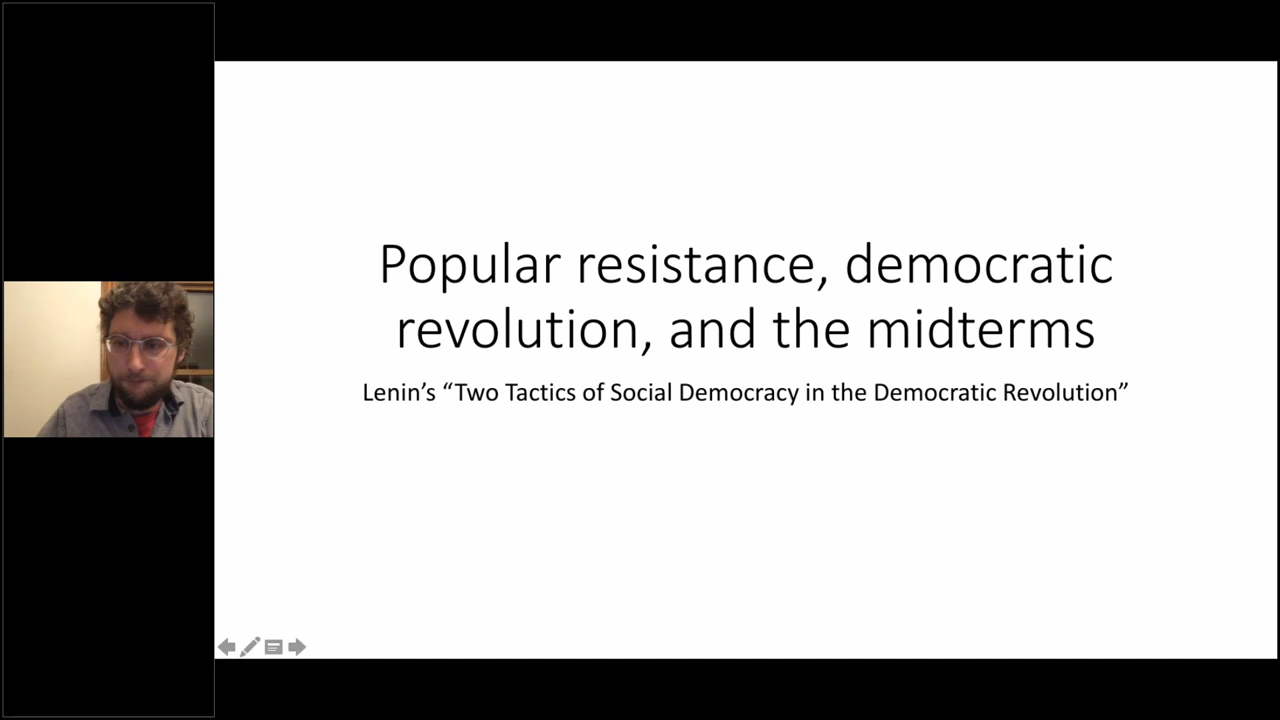 Popular resistance, democratic
revolution, and the midterms
Lenin’s “Two Tactics of Social Democracy in the Democratic Revolution”